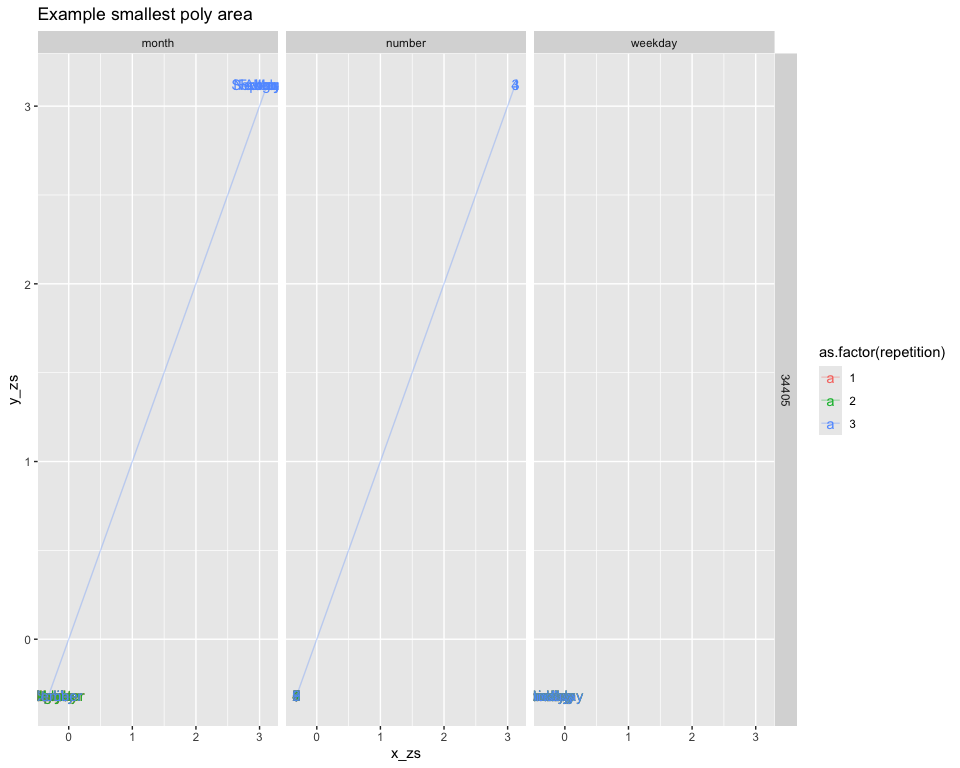 Example smallest poly area
month
number
weekday
3
2
1
0
y_zs
34405
0 1 2 3
0 1 2 3
0 1 2 3
x_zs
as.factor(repetition)
a 1
a 2
a 3